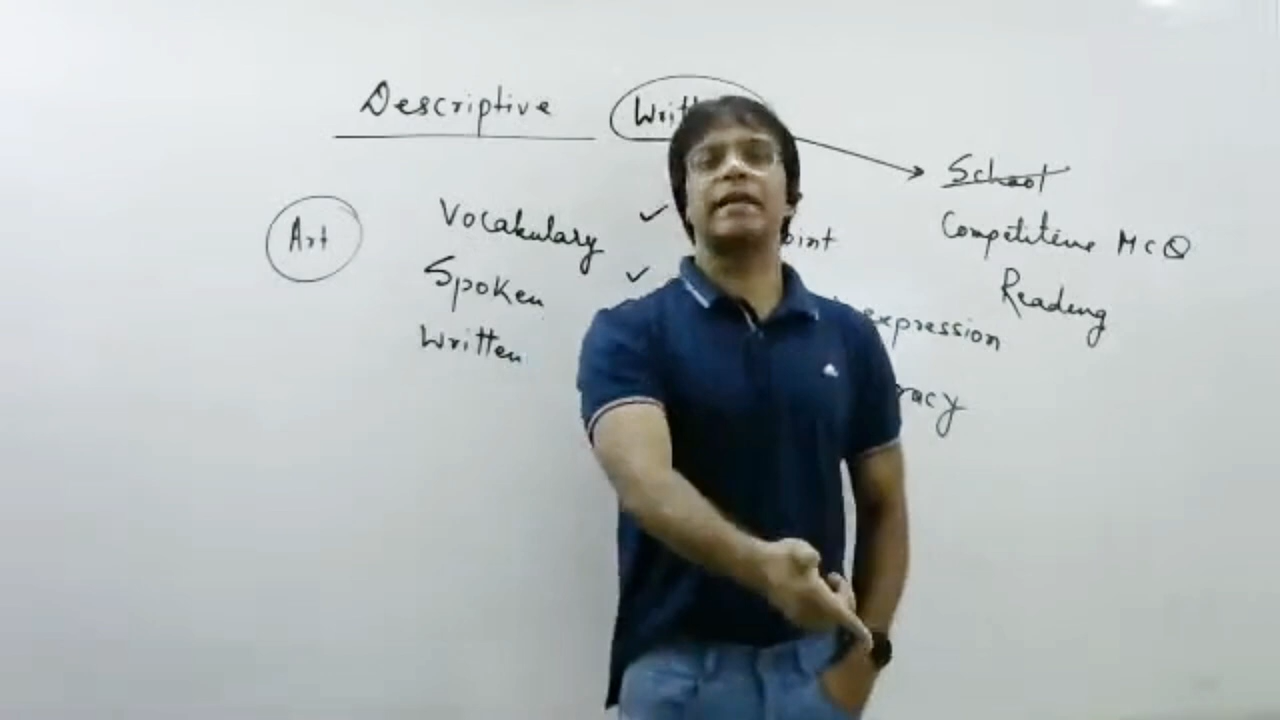 Descriptive
School
Art
Vocabulary
Competitive MCQ
Spoken
Reading
expression
Written